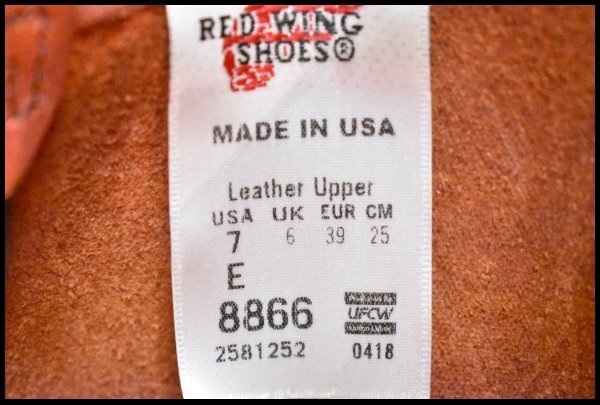 RED WING
SHOES®
MADE IN USA
Leather Upper
USA UK EUR CM
7 6 39 25
E
8866 UFCW
2581252 0418